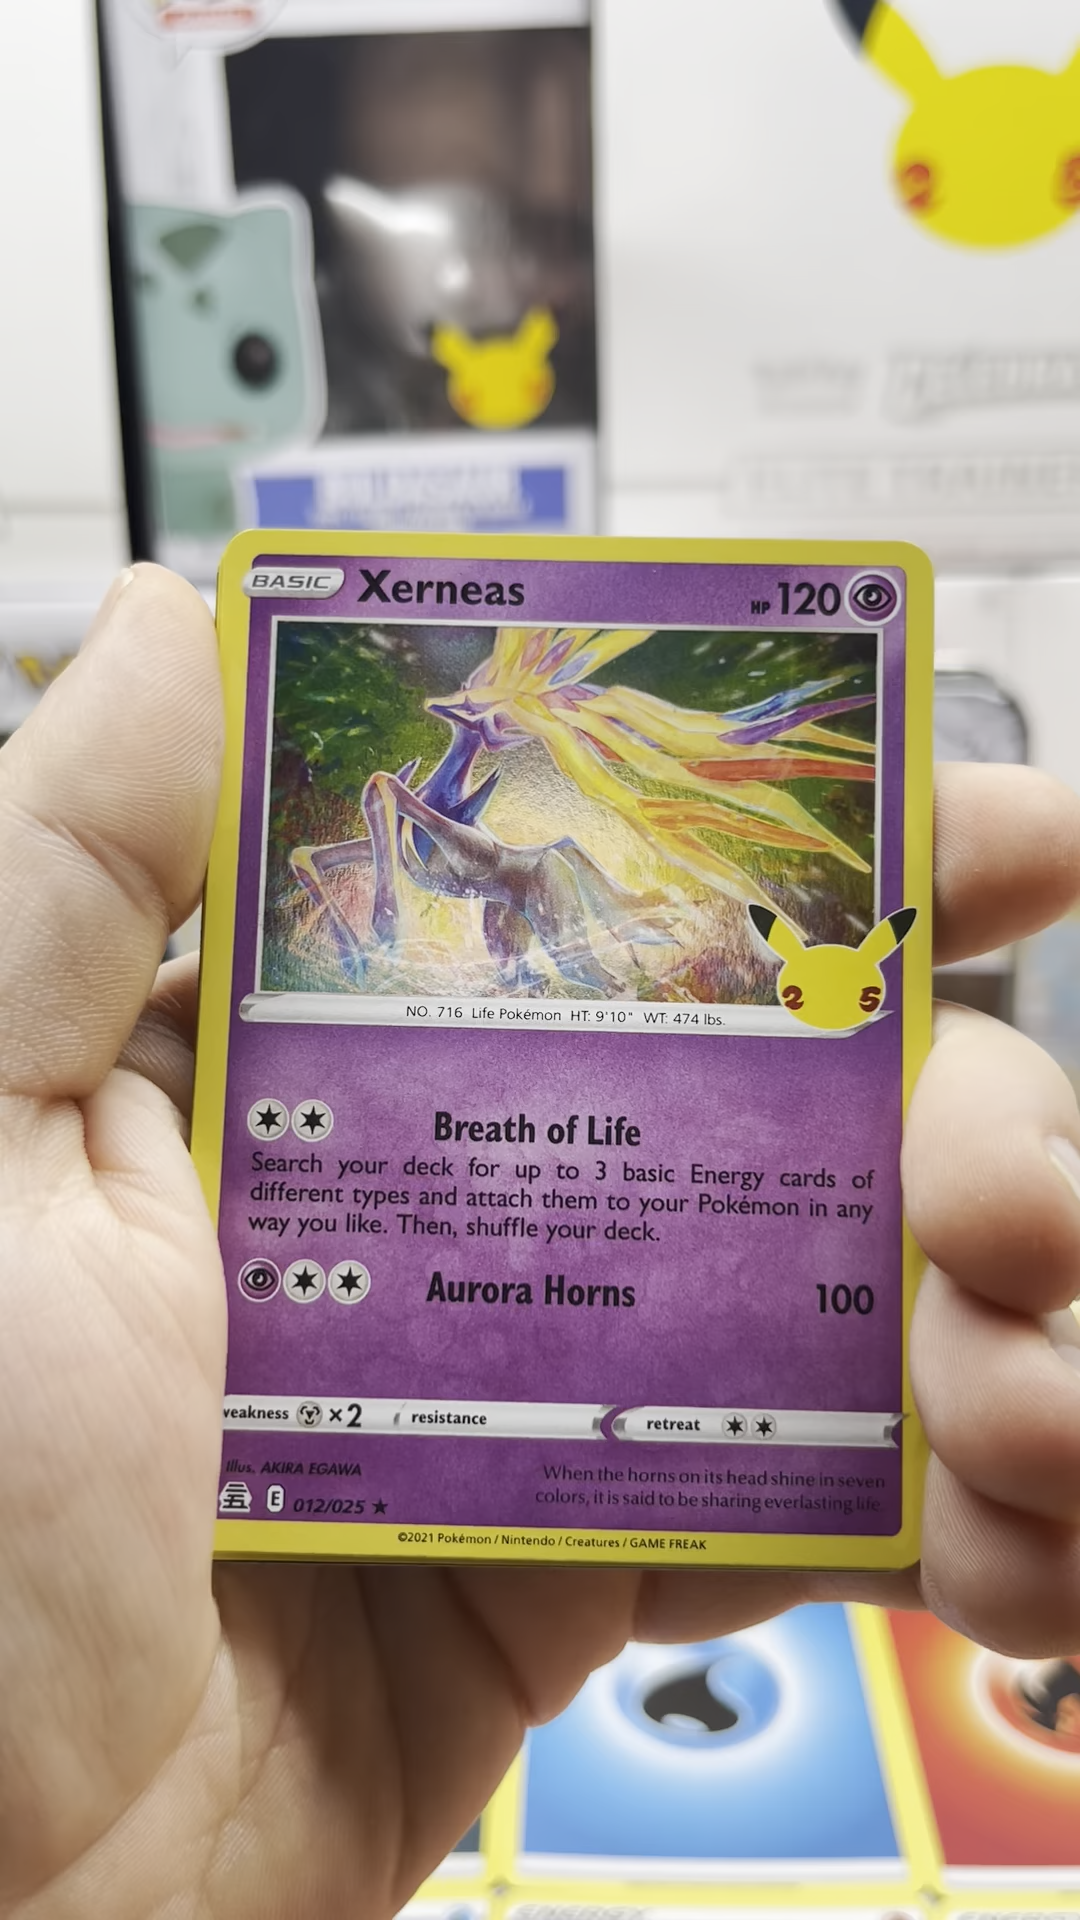 BASIC Xerneas HP 120
2 5
NO. 716 Life Pokémon HT: 9'10" WT: 474 lbs.
Breath of Life
Search your deck for up to 3 basic Energy cards of
different types and attach them to your Pokémon in any
way you like. Then, shuffle your deck.
Aurora Horns 100
weakness ×2 resistance retreat
Illus. AKIRA EGAWA
When the horns on its head shine in seven
colors, it is said to be sharing everlasting life.
E 012/025 ★
©2021 Pokémon / Nintendo / Creatures / GAME FREAK